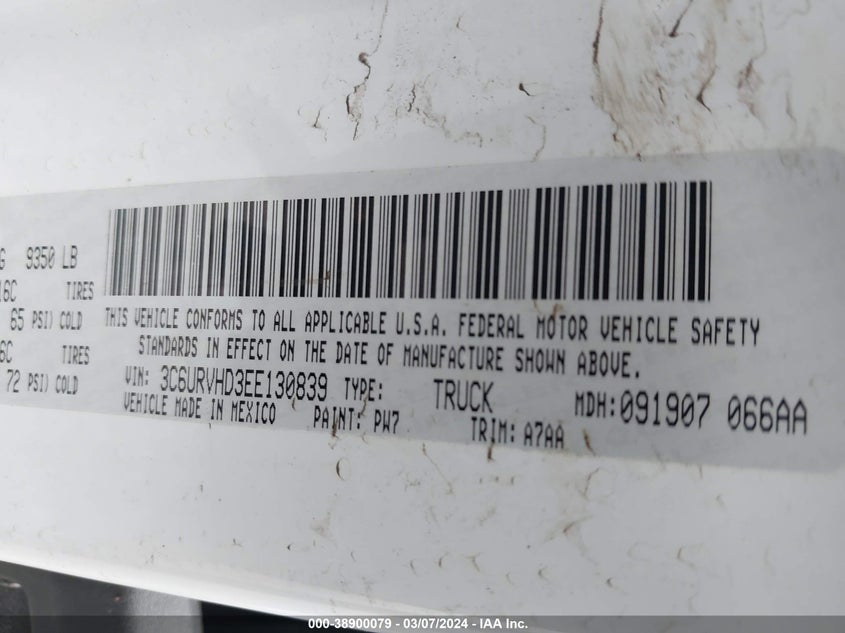 G 9350 LB
16C TIRES
65 PSI) COLD
6C TIRES
72 PSI) COLD
THIS VEHICLE CONFORMS TO ALL APPLICABLE U.S.A. FEDERAL MOTOR VEHICLE SAFETY
STANDARDS IN EFFECT ON THE DATE OF MANUFACTURE SHOWN ABOVE.
VIN: 3C6URVHD3EE130839 TYPE: TRUCK MDH:091907 066AA
VEHICLE MADE IN MEXICO PAINT: PW7 TRIM: A7AA
000-38900079 - 03/07/2024 - IAA Inc.